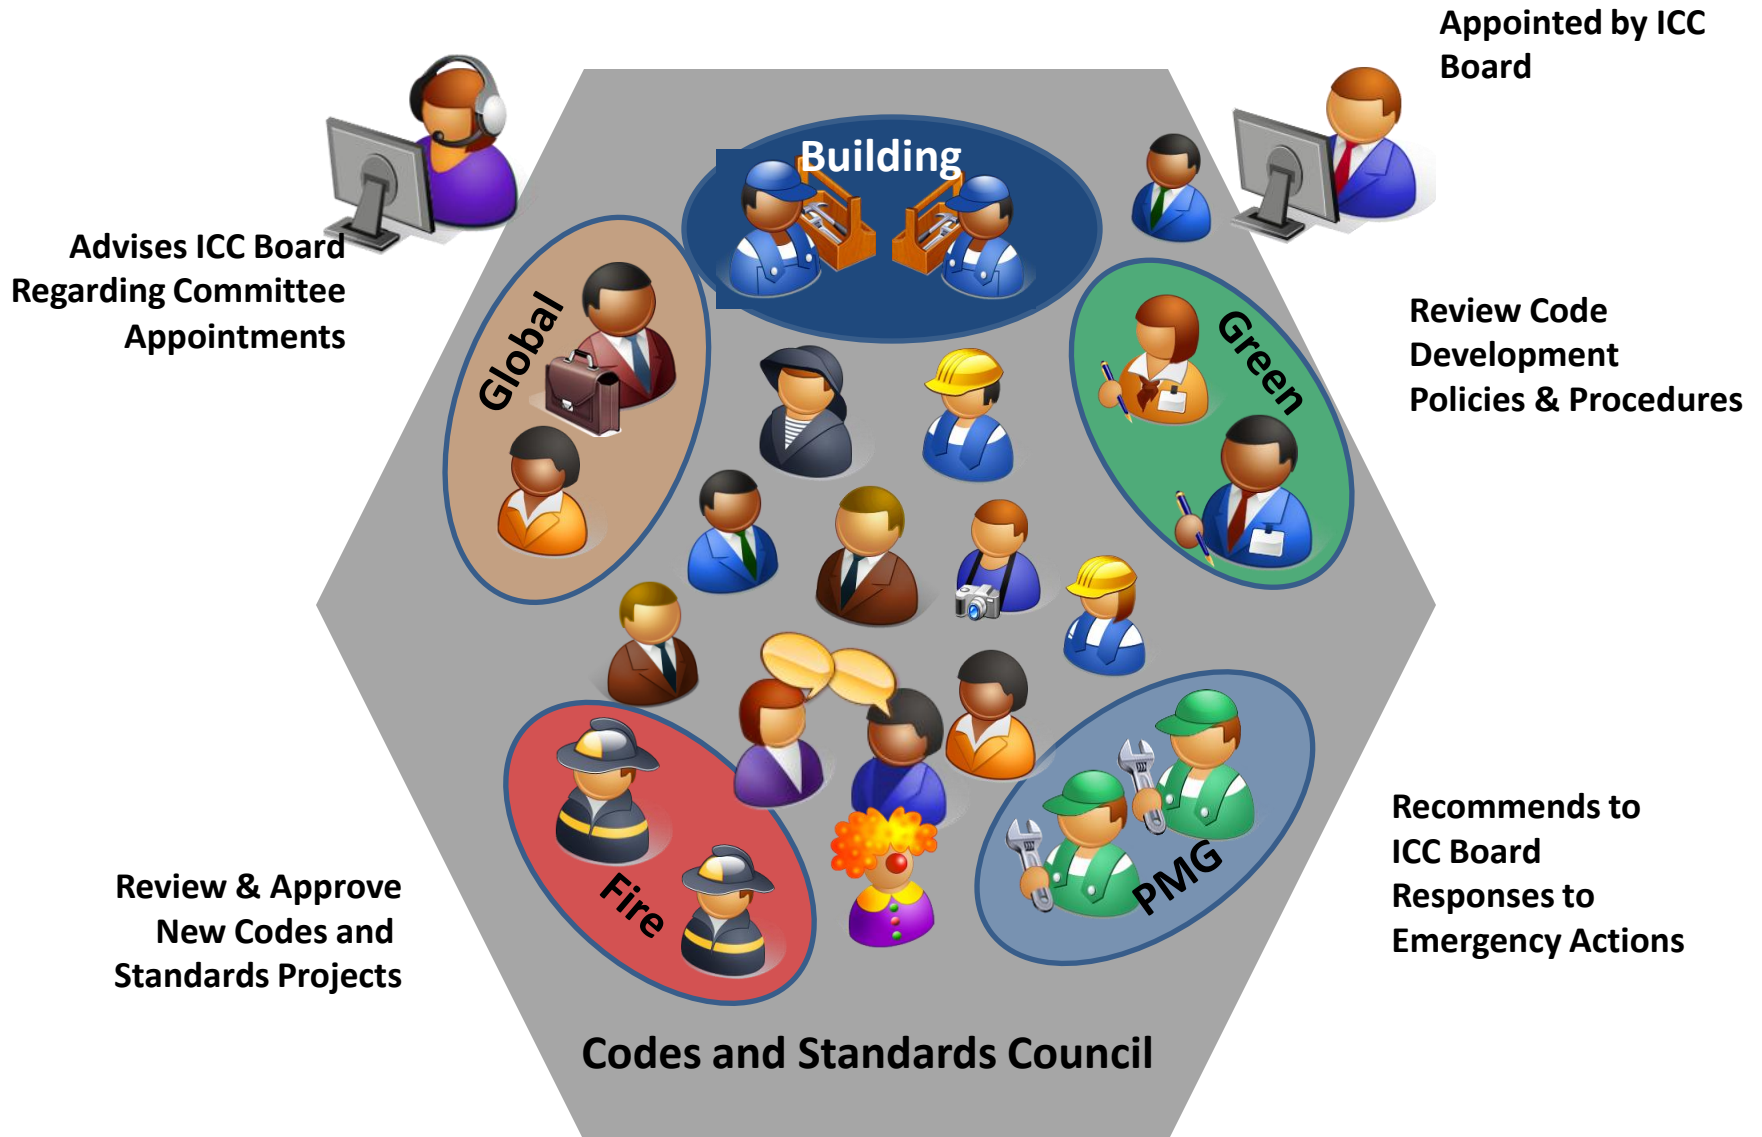 Appointed by ICC
Board
Building
Advises ICC Board
Regarding Committee
Appointments
Global
Green
Review Code
Development
Policies & Procedures
Review & Approve
New Codes and
Standards Projects
Fire
PMG
Recommends to
ICC Board
Responses to
Emergency Actions
Codes and Standards Council